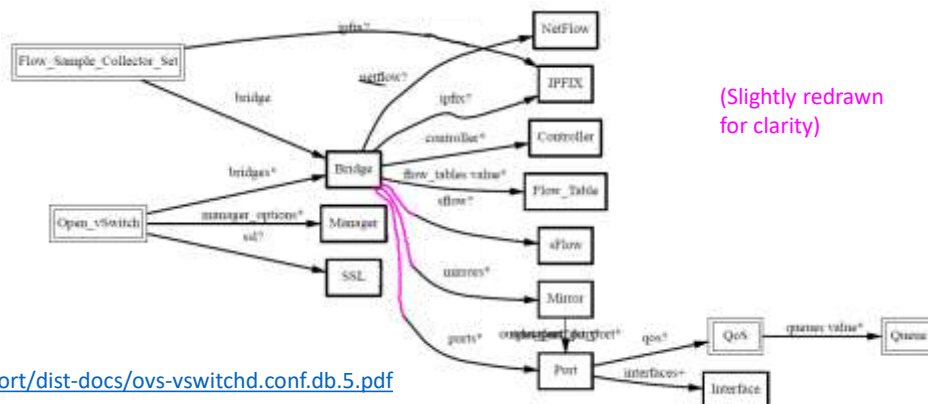 NetFlow
ipfix?
Flow_Sample_Collector_Set
netflow?
IPFIX
ipfix?
bridge
(Slightly redrawn
for clarity)
controller*
Controller
bridges*
Bridge
flow_tables value*
Flow_Table
sflow?
Open_vSwitch
manager_options*
Manager
sFlow
ssl?
SSL
mirrors*
Mirror
ports*
qos?
QoS
queues value*
Queue
Port
interfaces+
Interface
ort/dist-docs/ovs-vswitchd.conf.db.5.pdf